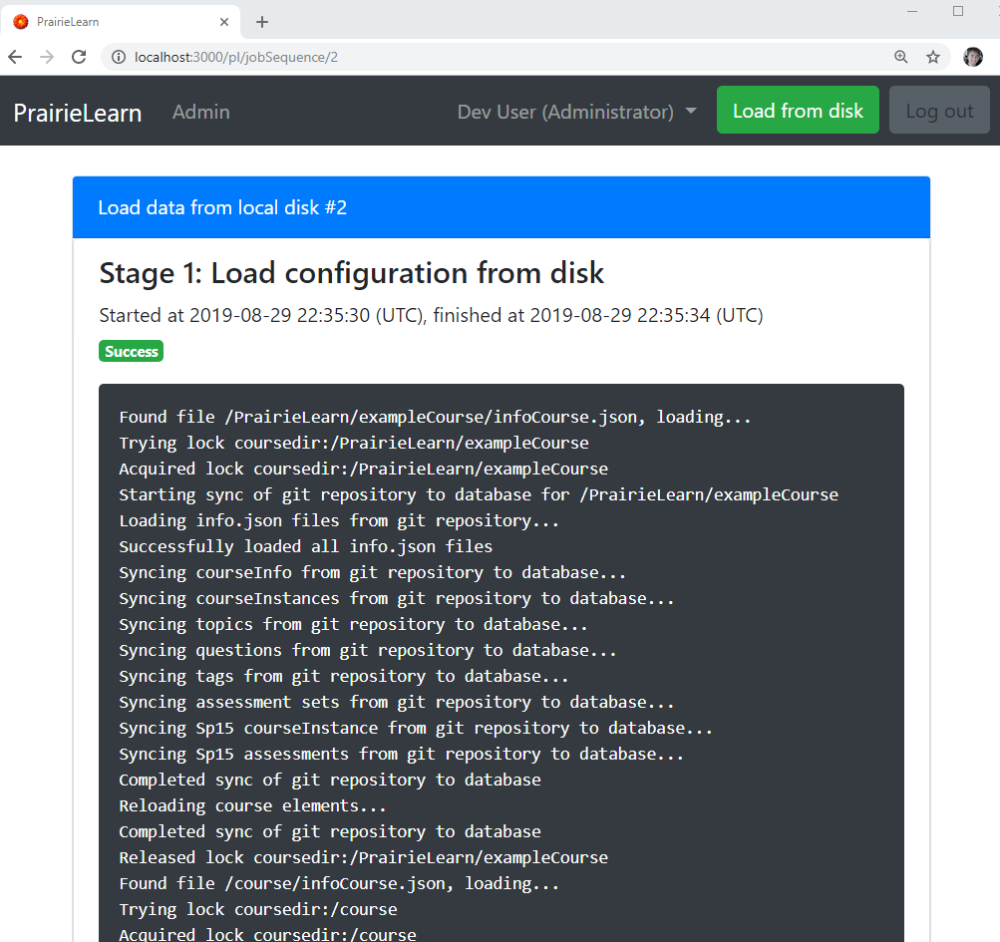 PrairieLearn
localhost:3000/pl/jobSequence/2
PrairieLearn Admin Dev User (Administrator) Load from disk Log out
Load data from local disk #2
Stage 1: Load configuration from disk
Started at 2019-08-29 22:35:30 (UTC), finished at 2019-08-29 22:35:34 (UTC)
Success
Found file /PrairieLearn/exampleCourse/infoCourse.json, loading...
Trying lock coursedir:/PrairieLearn/exampleCourse
Acquired lock coursedir:/PrairieLearn/exampleCourse
Starting sync of git repository to database for /PrairieLearn/exampleCourse
Loading info.json files from git repository...
Successfully loaded all info.json files
Syncing courseInfo from git repository to database...
Syncing courseInstances from git repository to database...
Syncing topics from git repository to database...
Syncing questions from git repository to database...
Syncing tags from git repository to database...
Syncing assessment sets from git repository to database...
Syncing Sp15 courseInstance from git repository to database...
Syncing Sp15 assessments from git repository to database...
Completed sync of git repository to database
Reloading course elements...
Completed sync of git repository to database
Released lock coursedir:/PrairieLearn/exampleCourse
Found file /course/infoCourse.json, loading...
Trying lock coursedir:/course
Acquired lock coursedir:/course